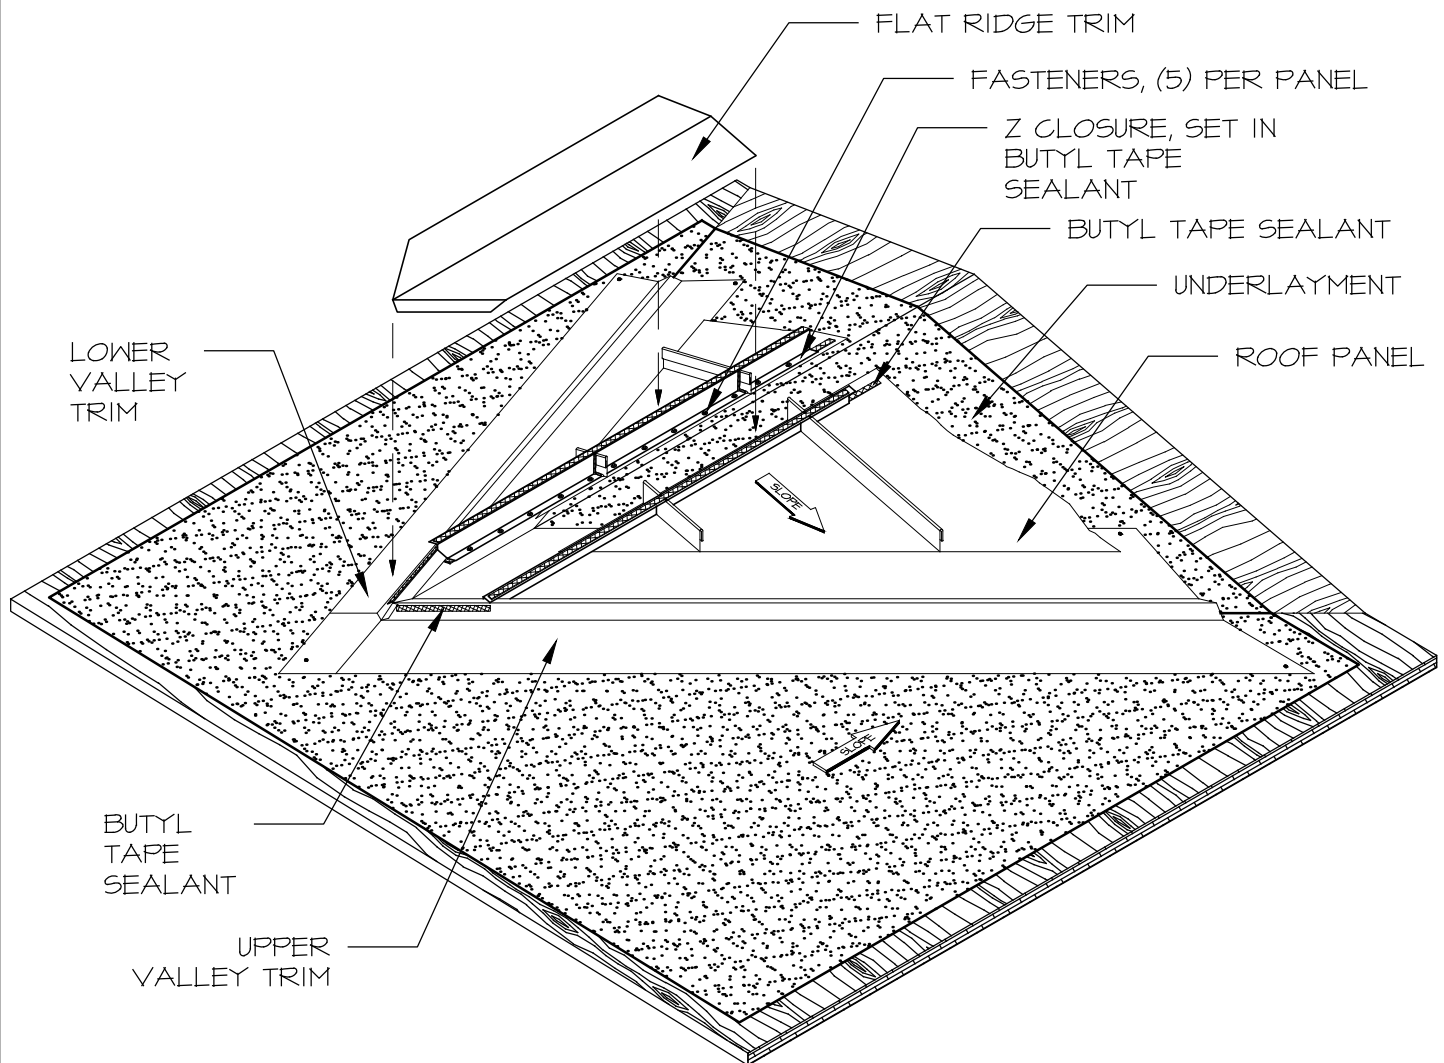 FLAT RIDGE TRIM
FASTENERS, (5) PER PANEL
Z CLOSURE, SET IN
BUTYL TAPE
SEALANT
BUTYL TAPE SEALANT
UNDERLAYMENT
ROOF PANEL
LOWER
VALLEY
TRIM
SLOPE
SLOPE
BUTYL
TAPE
SEALANT
UPPER
VALLEY TRIM